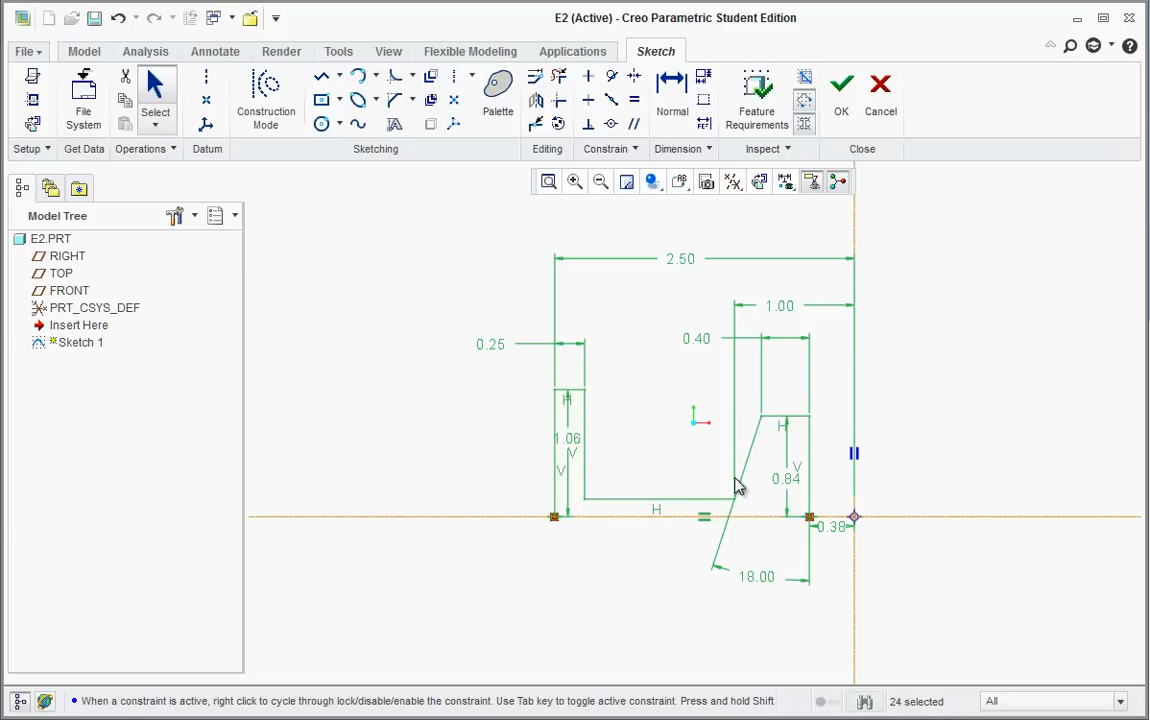 E2 (Active) - Creo Parametric Student Edition
File Model Analysis Annotate Render Tools View Flexible Modeling Applications Sketch
File System
Select
Construction Mode
Palette
Normal
Feature Requirements
OK
Cancel
Setup Get Data Operations Datum Sketching Editing Constrain Dimension Inspect Close
Model Tree
E2.PRT
RIGHT
TOP
FRONT
PRT_CSYS_DEF
Insert Here
Sketch 1
2.50
1.00
0.40
0.25
H
H
1.06
V
V
V
0.84
H
0.38
18.00
When a constraint is active, right click to cycle through lock/disable/enable the constraint. Use Tab key to toggle active constraint. Press and hold Shift
24 selected
All